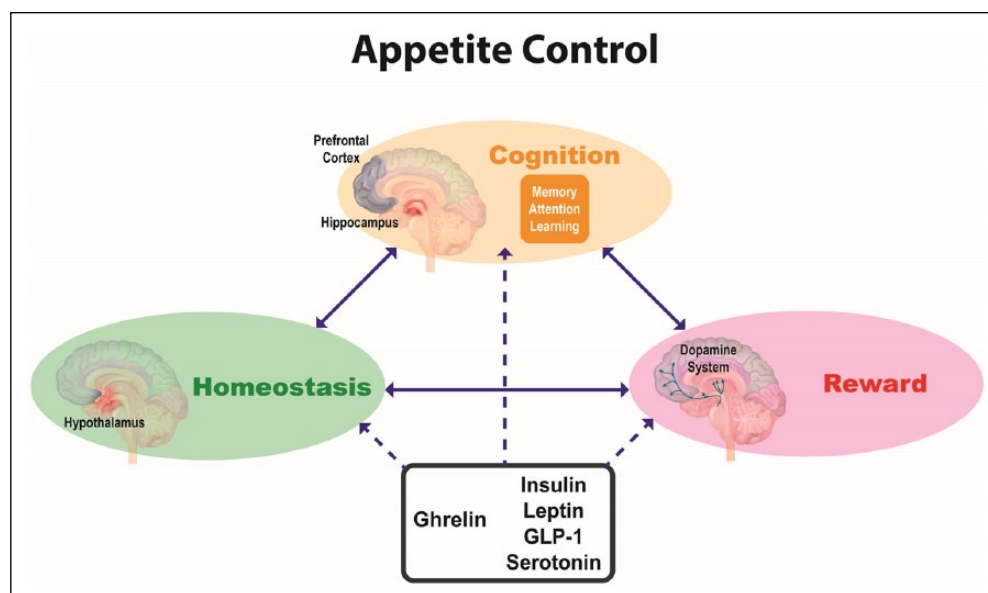 Appetite Control
Prefrontal
Cortex
Cognition
Memory
Attention
Learning
Hippocampus
Homeostasis
Hypothalamus
Dopamine
System
Reward
Ghrelin
Insulin
Leptin
GLP-1
Serotonin